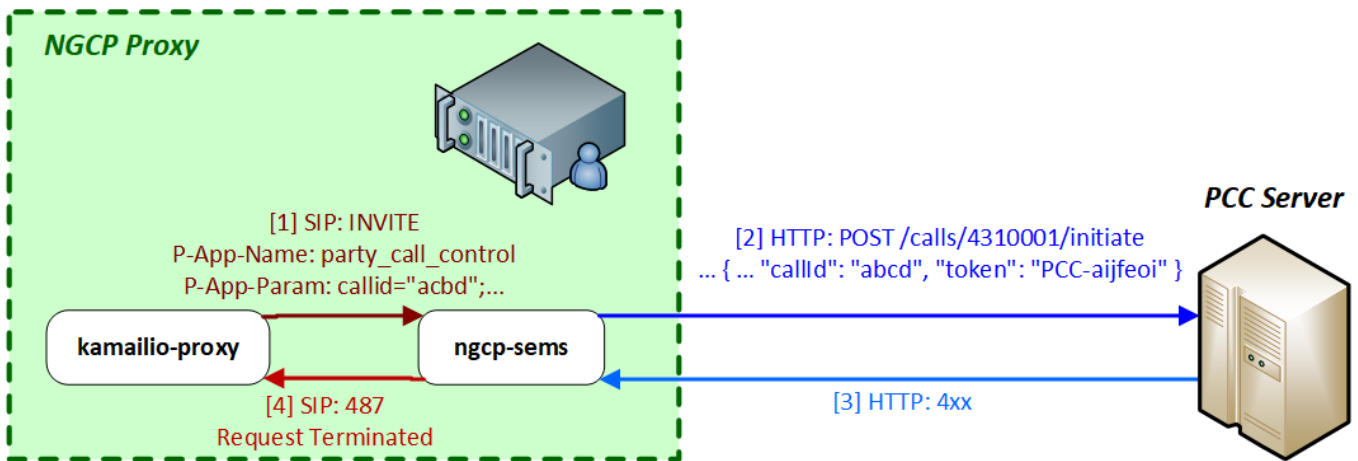 NGCP Proxy
[1] SIP: INVITE
P-App-Name: party_call_control
P-App-Param: callid="acbd";...
kamailio-proxy
ngcp-sems
[4] SIP: 487
Request Terminated
PCC Server
[2] HTTP: POST /calls/4310001/initiate
... { ... "callId": "abcd", "token": "PCC-aijfeoi" }
[3] HTTP: 4xx